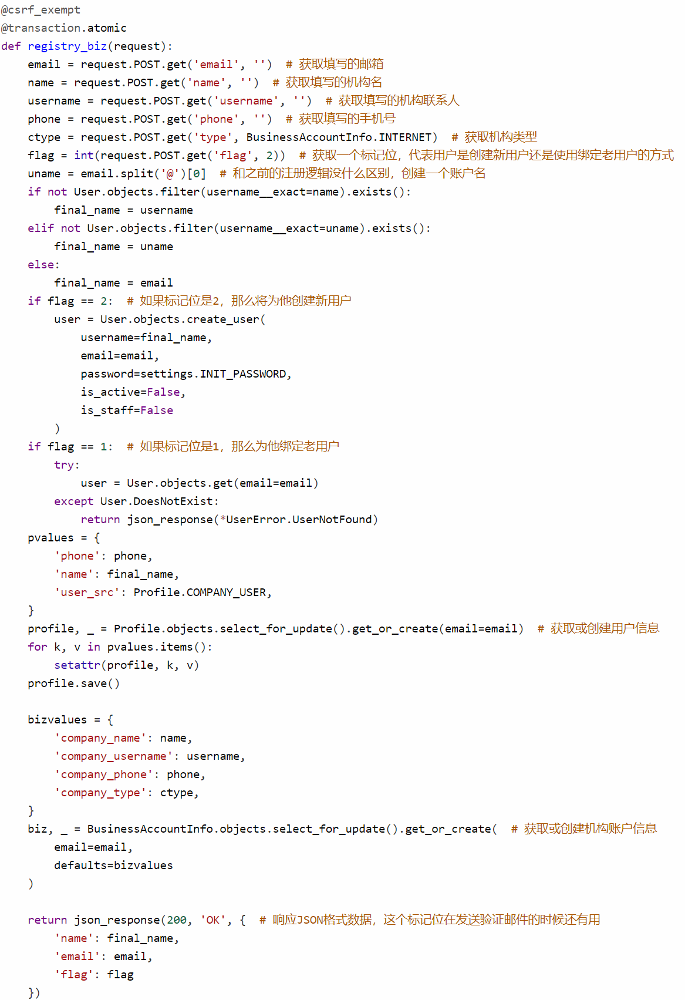 @csrf_exempt
@transaction.atomic
def registry_biz(request):
    email = request.POST.get('email', '')  # 获取填写的邮箱
    name = request.POST.get('name', '')  # 获取填写的机构名
    username = request.POST.get('username', '')  # 获取填写的机构联系人
    phone = request.POST.get('phone', '')  # 获取填写的手机号
    ctype = request.POST.get('type', BusinessAccountInfo.INTERNET)  # 获取机构类型
    flag = int(request.POST.get('flag', 2))  # 获取一个标记位，代表用户是创建新用户还是使用绑定老用户的方式
    uname = email.split('@')[0]  # 和之前的注册逻辑没什么区别，创建一个账户名
    if not User.objects.filter(username__exact=name).exists():
        final_name = username
    elif not User.objects.filter(username__exact=uname).exists():
        final_name = uname
    else:
        final_name = email
    if flag == 2:  # 如果标记位是2，那么将为他创建新用户
        user = User.objects.create_user(
            username=final_name,
            email=email,
            password=settings.INIT_PASSWORD,
            is_active=False,
            is_staff=False
        )
    if flag == 1:  # 如果标记位是1，那么为他绑定老用户
        try:
            user = User.objects.get(email=email)
        except User.DoesNotExist:
            return json_response(*UserError.UserNotFound)
    pvalues = {
        'phone': phone,
        'name': final_name,
        'user_src': Profile.COMPANY_USER,
    }
    profile, _ = Profile.objects.select_for_update().get_or_create(email=email)  # 获取或创建用户信息
    for k, v in pvalues.items():
        setattr(profile, k, v)
    profile.save()

    bizvalues = {
        'company_name': name,
        'company_username': username,
        'company_phone': phone,
        'company_type': ctype,
    }
    biz, _ = BusinessAccountInfo.objects.select_for_update().get_or_create(  # 获取或创建机构账户信息
        email=email,
        defaults=bizvalues
    )

    return json_response(200, 'OK', {  # 响应JSON格式数据，这个标记位在发送验证邮件的时候还有用
        'name': final_name,
        'email': email,
        'flag': flag
    })